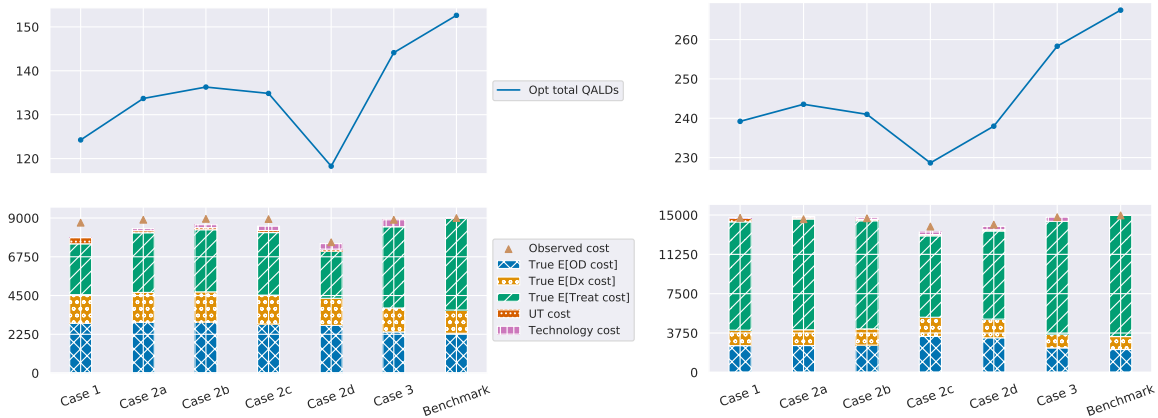 150
140
130
120
Opt total QALDs
260
250
240
230
9000
6750
4500
2250
0
Observed cost
True E[OD cost]
True E[Dx cost]
True E[Treat cost]
UT cost
Technology cost
15000
11250
7500
3750
0
Case 1 Case 2a Case 2b Case 2c Case 2d Case 3 Benchmark
Case 1 Case 2a Case 2b Case 2c Case 2d Case 3 Benchmark